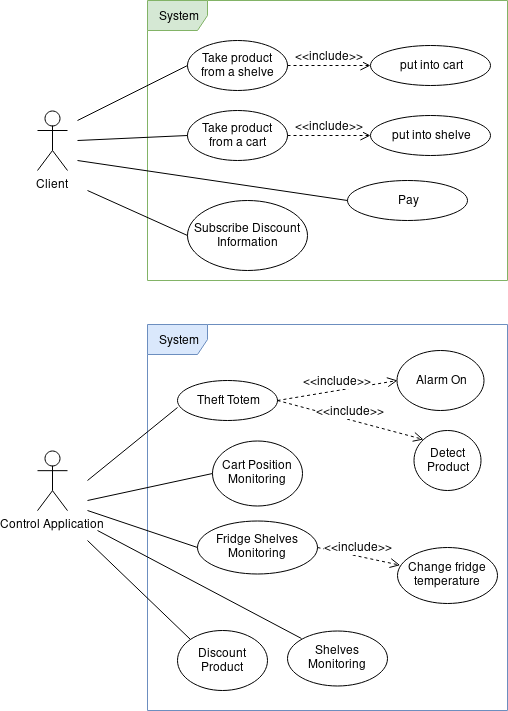 System
Take product
from a shelve
<<include>>
put into cart
Take product
from a cart
<<include>>
put into shelve
Client
Pay
Subscribe Discount
Information
System
Theft Totem
<<include>>
Alarm On
<<include>>
Detect
Product
Cart Position
Monitoring
Control Application
Fridge Shelves
Monitoring
<<include>>
Change fridge
temperature
Discount
Product
Shelves
Monitoring